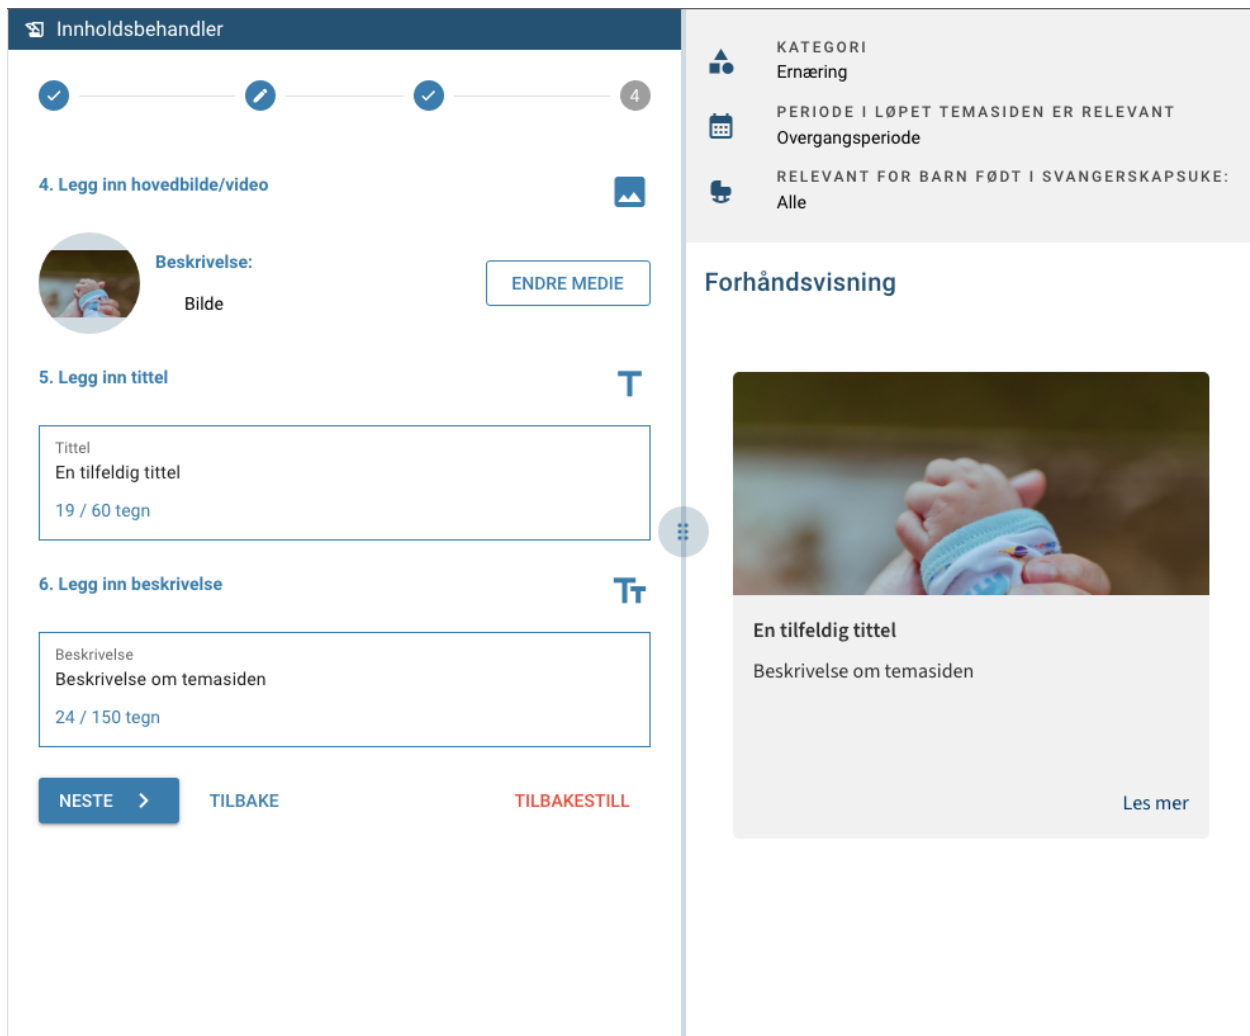 Innholdsbehandler
4
4. Legg inn hovedbilde/video
Beskrivelse:
Bilde
ENDRE MEDIE
5. Legg inn tittel
Tittel
En tilfeldig tittel
19 / 60 tegn
6. Legg inn beskrivelse
Beskrivelse
Beskrivelse om temasiden
24 / 150 tegn
NESTE
TILBAKE
TILBAKESTILL
KATEGORI
Ernæring
PERIODE I LØPET TEMASIDEN ER RELEVANT
Overgangsperiode
RELEVANT FOR BARN FØDT I SVANGERSKAPSUKE:
Alle
Forhåndsvisning
En tilfeldig tittel
Beskrivelse om temasiden
Les mer